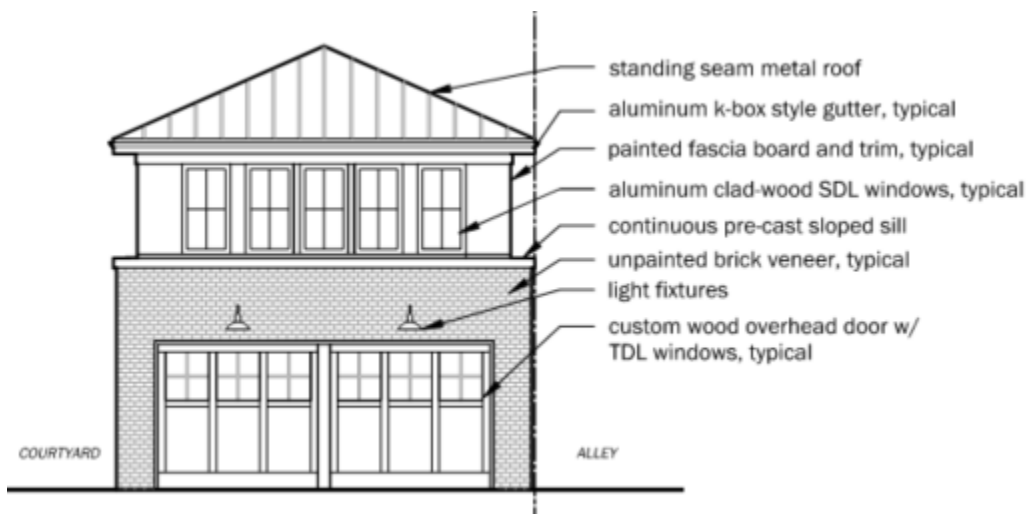 standing seam metal roof
aluminum k-box style gutter, typical
painted fascia board and trim, typical
aluminum clad-wood SDL windows, typical
continuous pre-cast sloped sill
unpainted brick veneer, typical
light fixtures
custom wood overhead door w/
TDL windows, typical
COURTYARD
ALLEY